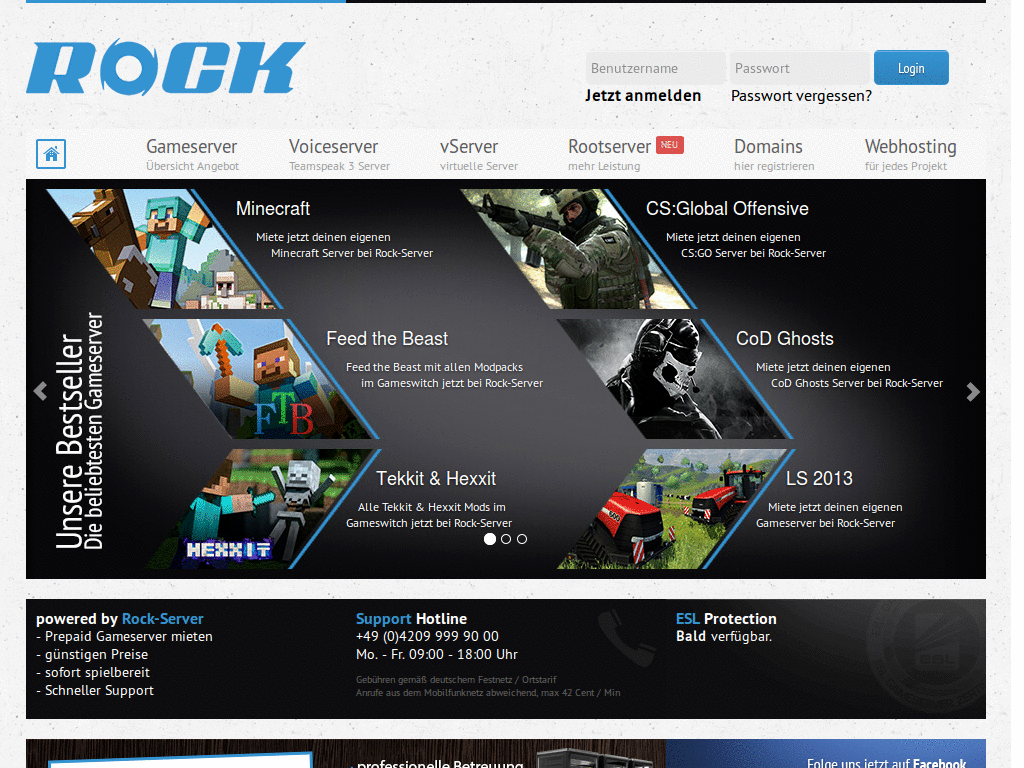 ROCK
Benutzername
Passwort
Login
Jetzt anmelden
Passwort vergessen?
Gameserver
Übersicht Angebot
Voiceserver
Teamspeak 3 Server
vServer
virtuelle Server
Rootserver NEU
mehr Leistung
Domains
hier registrieren
Webhosting
für jedes Projekt
Unsere Bestseller
Die beliebtesten Gameserver
Minecraft
Miete jetzt deinen eigenen
Minecraft Server bei Rock-Server
CS:Global Offensive
Miete jetzt deinen eigenen
CS:GO Server bei Rock-Server
Feed the Beast
Feed the Beast mit allen Modpacks
im Gameswitch jetzt bei Rock-Server
FTB
CoD Ghosts
Miete jetzt deinen eigenen
CoD Ghosts Server bei Rock-Server
Tekkit & Hexxit
Alle Tekkit & Hexxit Mods im
Gameswitch jetzt bei Rock-Server
HEXXIT
LS 2013
Miete jetzt deinen eigenen
Gameserver bei Rock-Server
powered by Rock-Server
- Prepaid Gameserver mieten
- günstigen Preise
- sofort spielbereit
- Schneller Support
Support Hotline
+49 (0)4209 999 90 00
Mo. - Fr. 09:00 - 18:00 Uhr
Gebühren gemäß deutschem Festnetz / Ortstarif
Anrufe aus dem Mobilfunknetz abweichend, max 42 Cent / Min
ESL Protection
Bald verfügbar.
ESL
- professionelle Betreuung
Folge uns jetzt auf Facebook